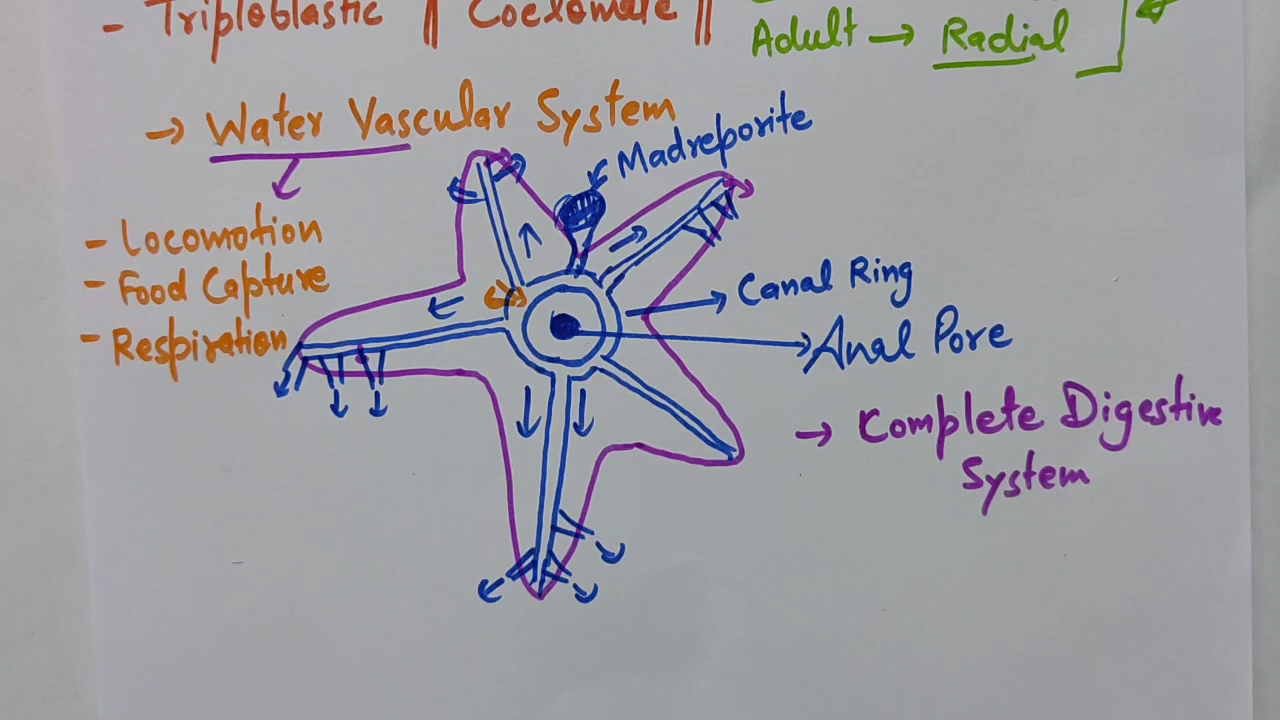 - Triploblastic || Coelomate ||
Adult → Radial
→ Water Vascular System
Madreporite
- Locomotion
- Food Capture
- Respiration
Canal Ring
Anal Pore
→ Complete Digestive
System